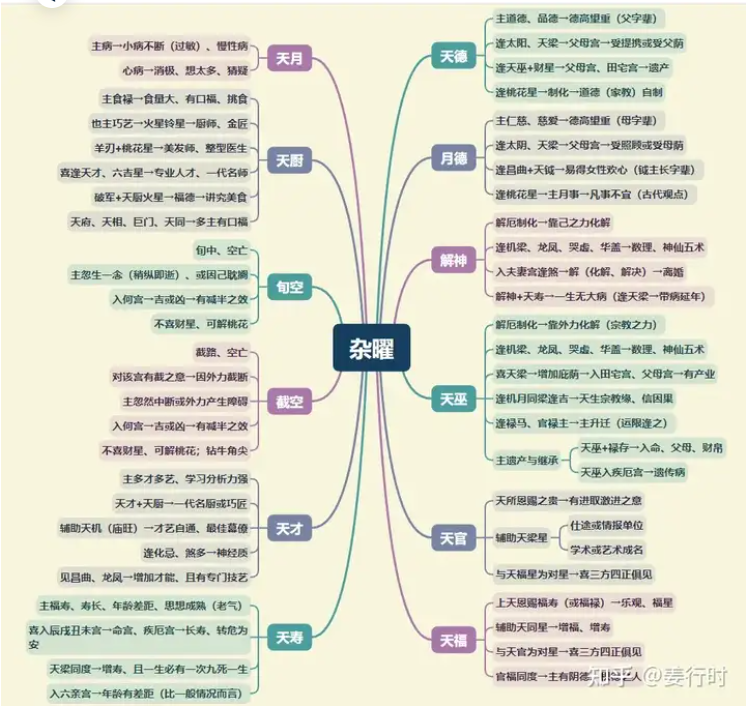 杂曜
天月
主病→小病不断（过敏）、慢性病
心病→消极、想太多、猜疑
天厨
主食禄→食量大、有口福、挑食
也主巧艺→火星铃星→厨师、金匠
羊刃+桃花星→美发师、整型医生
喜逢天才、六吉星→专业人才、一代名师
破军+天厨火星→福德→讲究美食
天府、天相、巨门、天同→多主有口福
旬空
旬中、空亡
主忽生一念（稍纵即逝）、或因己耽搁
入何宫→吉或凶→有减半之效
不喜财星、可解桃花
截空
截路、空亡
对该宫有截之意→因外力截断
主忽然中断或外力产生障碍
入何宫→吉或凶→有减半之效
不喜财星、可解桃花；钻牛角尖
天才
主多才多艺、学习分析力强
天才+天厨→一代名厨或巧匠
辅助天机（庙旺）→才艺自通、最佳幕僚
逢化忌、煞多→神经质
见昌曲、龙凤→增加才能、且有专门技艺
天寿
主福寿、寿长、年龄差距、思想成熟（老气）
喜入辰戌丑未宫→命宫、疾厄宫→长寿、转危为
安
天梁同度→增寿、且一生必有一次九死一生
入六亲宫→年龄有差距（比一般情况而言）
天德
主道德、品德→德高望重（父字辈）
逢太阳、天梁→父母宫→受提携或受父荫
逢天巫+财星→父母宫、田宅宫→遗产
逢桃花星→制化→道德（家教）自制
月德
主仁慈、慈爱→德高望重（母字辈）
逢太阴、天梁→父母宫→受照顾或受母荫
逢昌曲+天钺→易得女性欢心（钺主长字辈）
逢桃花星→主月事→凡事不宜（古代观点）
解神
解厄制化→靠己之力化解
逢机梁、龙凤、哭虚、华盖→数理、神仙五术
入夫妻宫逢煞→解（化解、解决）→离婚
解神+天寿→一生无大病（逢天梁→带病延年）
天巫
解厄制化→靠外力化解（宗教之力）
逢机梁、龙凤、哭虚、华盖→数理、神仙五术
喜天梁→增加庇荫→入田宅宫、父母宫→有产业
逢机月同梁逢吉→天生宗教缘、信因果
逢禄马、官禄主→主升迁（运限逢之）
主遗产与继承
天巫+禄存→入命、父母、财帛
天巫入疾厄宫→遗传病
天官
天所恩赐之贵→有进取激进之意
辅助天梁星
仕途或情报单位
学术或艺术成名
与天福星为对星→喜三方四正俱见
天福
上天恩赐福寿（或福禄）→乐观、福星
辅助天同星→增福、增寿
与天官为对星→喜三方四正俱见
官福同度→主有阴德
人
知乎 @姜行时